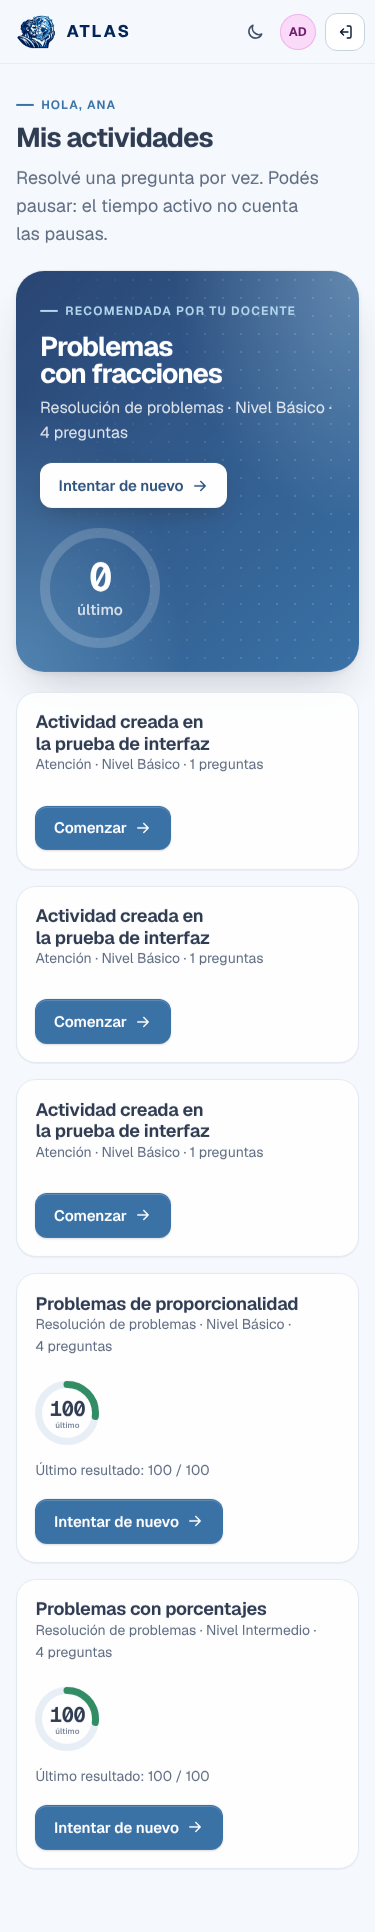 ATLAS
AD
HOLA, ANA
Mis actividades
Resolvé una pregunta por vez. Podés
pausar: el tiempo activo no cuenta
las pausas.
RECOMENDADA POR TU DOCENTE
Problemas
con fracciones
Resolución de problemas · Nivel Básico ·
4 preguntas
Intentar de nuevo →
0
último
Actividad creada en
la prueba de interfaz
Atención · Nivel Básico · 1 preguntas
Comenzar →
Actividad creada en
la prueba de interfaz
Atención · Nivel Básico · 1 preguntas
Comenzar →
Actividad creada en
la prueba de interfaz
Atención · Nivel Básico · 1 preguntas
Comenzar →
Problemas de proporcionalidad
Resolución de problemas · Nivel Básico ·
4 preguntas
100
último
Último resultado: 100 / 100
Intentar de nuevo →
Problemas con porcentajes
Resolución de problemas · Nivel Intermedio ·
4 preguntas
100
último
Último resultado: 100 / 100
Intentar de nuevo →